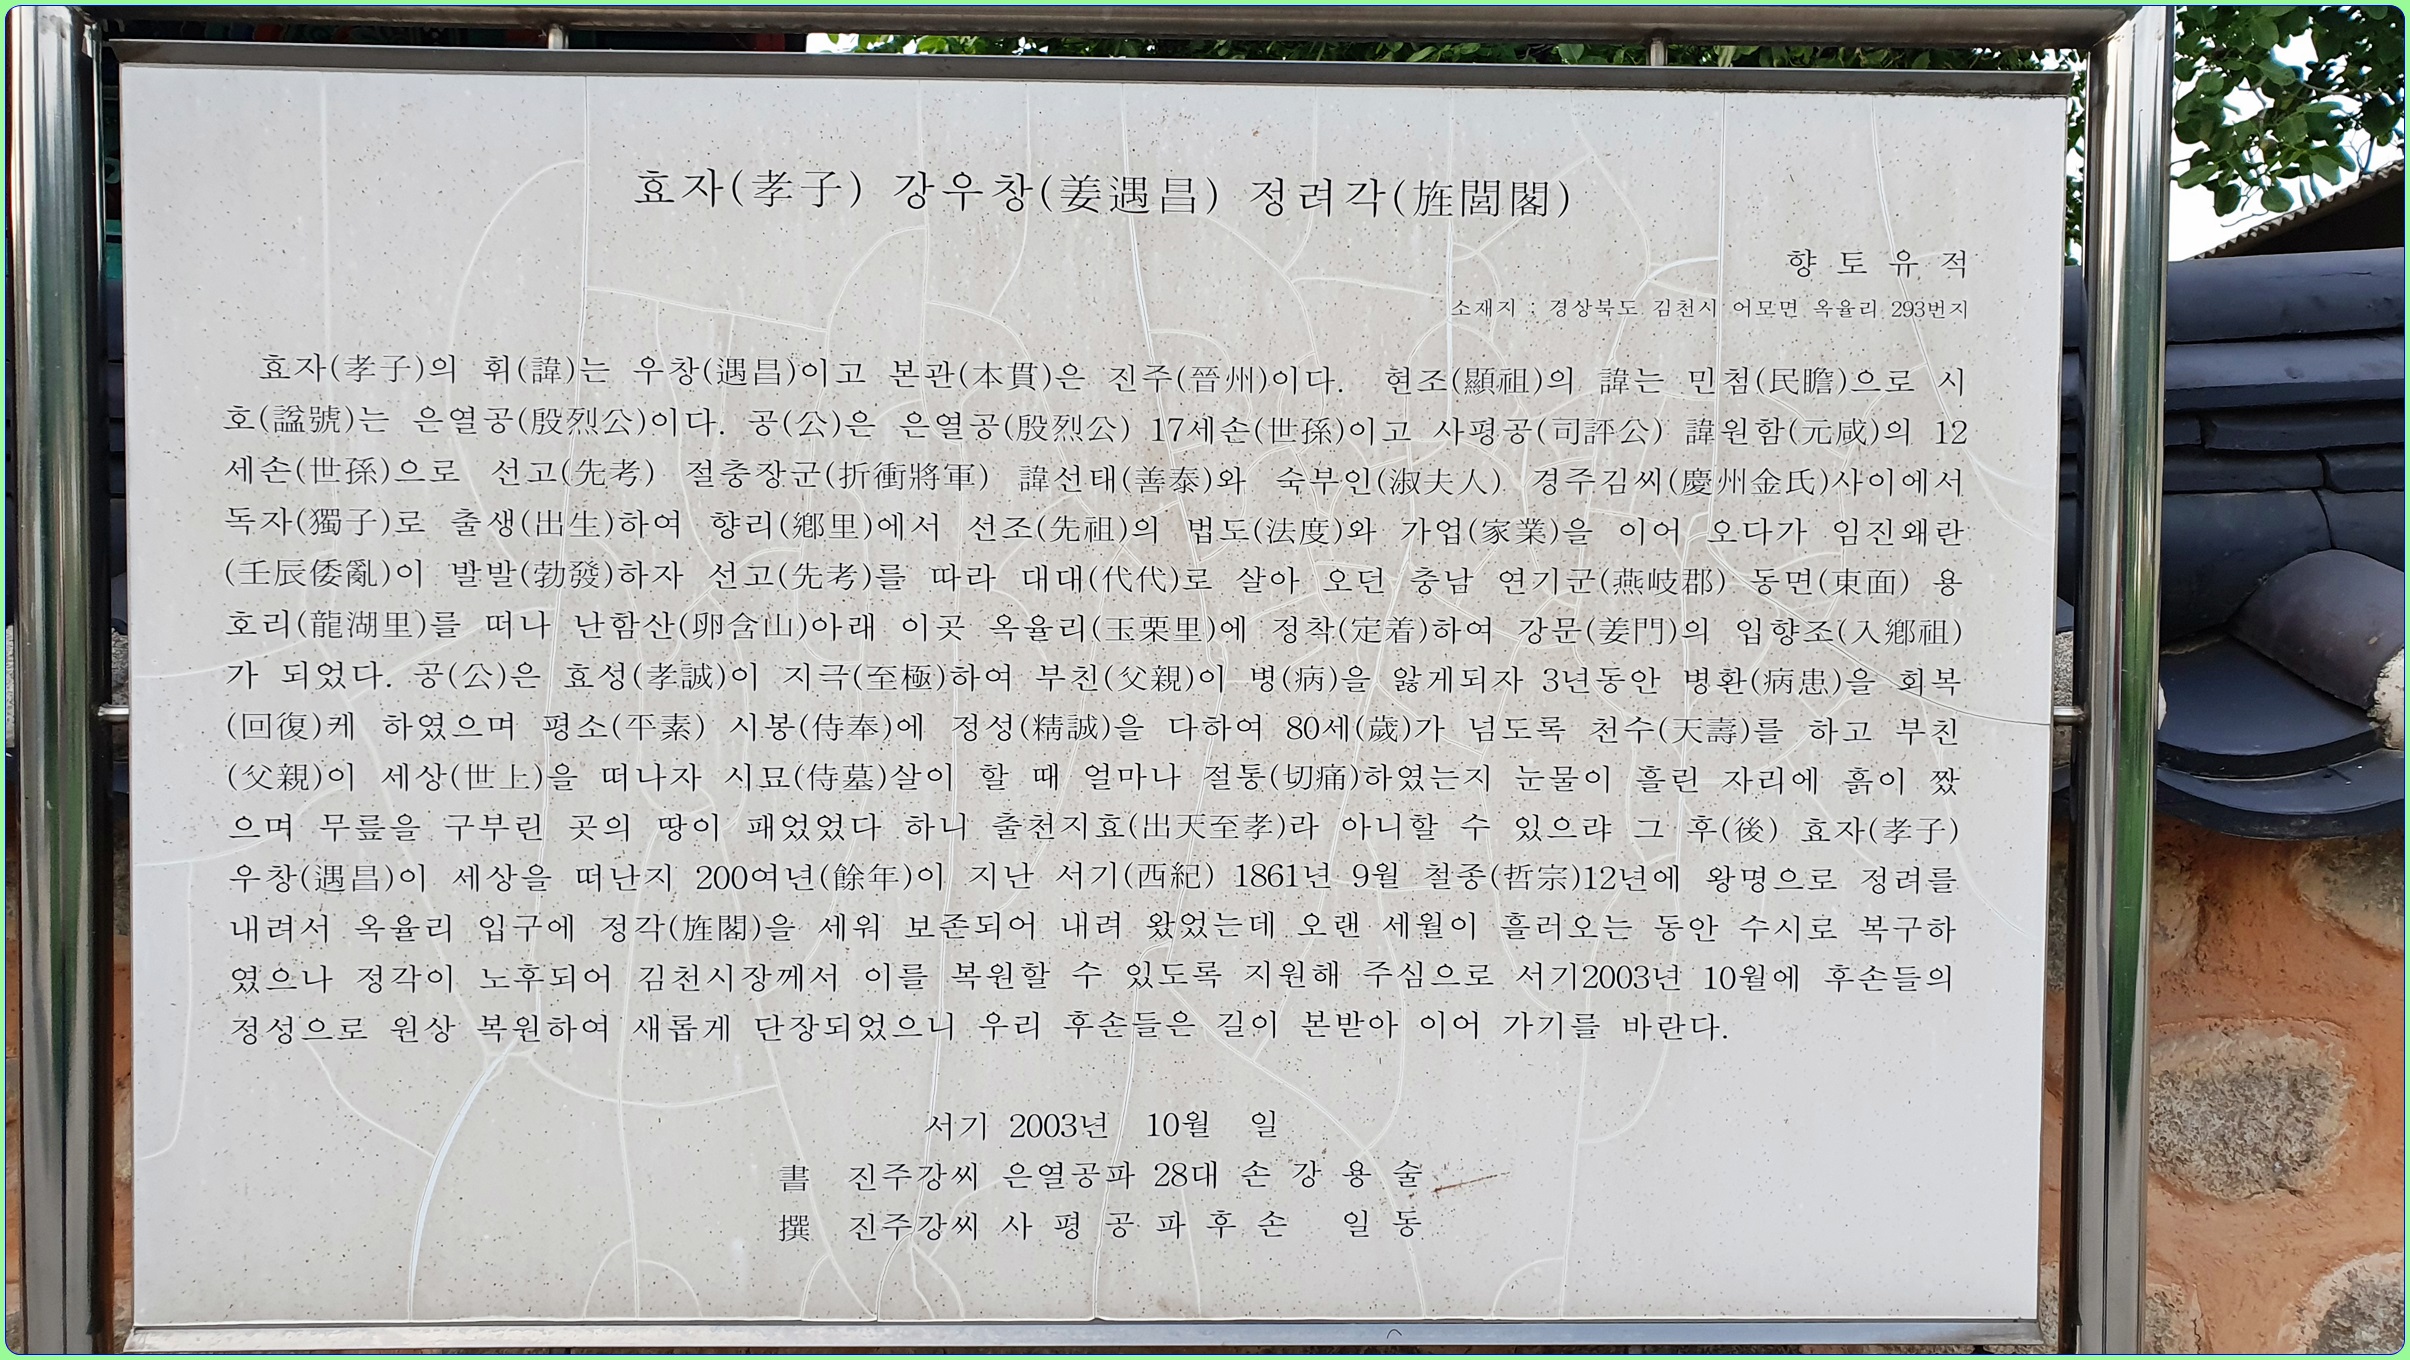 효자(孝子) 강우창(姜遇昌) 정려각(旌閭閣)
향 토 유 적
소재지 : 경상북도 김천시 어모면 옥율리 293번지
효자(孝子)의 휘(諱)는 우창(遇昌)이고 본관(本貫)은 진주(晉州)이다. 현조(顯祖)의 諱는 민첨(民瞻)으로 시
호(諡號)는 은열공(殷烈公)이다. 공(公)은 은열공(殷烈公) 17세손(世孫)이고 사평공(司評公) 諱원함(元咸)의 12
세손(世孫)으로 선고(先考) 절충장군(折衝將軍) 諱선태(善泰)와 숙부인(淑夫人) 경주김씨(慶州金氏)사이에서
독자(獨子)로 출생(出生)하여 향리(鄕里)에서 선조(先祖)의 법도(法度)와 가업(家業)을 이어 오다가 임진왜란
(壬辰倭亂)이 발발(勃發)하자 선고(先考)를 따라 대대(代代)로 살아 오던 충남 연기군(燕岐郡) 동면(東面) 용
호리(龍湖里)를 떠나 난함산(卵含山)아래 이곳 옥율리(玉栗里)에 정착(定着)하여 강문(姜門)의 입향조(入鄕祖)
가 되었다. 공(公)은 효성(孝誠)이 지극(至極)하여 부친(父親)이 병(病)을 앓게되자 3년동안 병환(病患)을 회복
(回復)케 하였으며 평소(平素) 시봉(侍奉)에 정성(精誠)을 다하여 80세(歲)가 넘도록 천수(天壽)를 하고 부친
(父親)이 세상(世上)을 떠나자 시묘(侍墓)살이 할 때 얼마나 절통(切痛)하였는지 눈물이 흘린 자리에 흙이 짰
으며 무릎을 구부린 곳의 땅이 패었었다 하니 출천지효(出天至孝)라 아니할 수 있으랴 그 후(後) 효자(孝子)
우창(遇昌)이 세상을 떠난지 200여년(餘年)이 지난 서기(西紀) 1861년 9월 철종(哲宗)12년에 왕명으로 정려를
내려서 옥율리 입구에 정각(旌閣)을 세워 보존되어 내려 왔었는데 오랜 세월이 흘러오는 동안 수시로 복구하
였으나 정각이 노후되어 김천시장께서 이를 복원할 수 있도록 지원해 주심으로 서기2003년 10월에 후손들의
정성으로 원상 복원하여 새롭게 단장되었으니 우리 후손들은 길이 본받아 이어 가기를 바란다.
서기 2003년 10월 일
書 진주강씨 은열공파 28대 손 강 용 술
撰 진주강씨 사 평 공 파 후 손 일 동